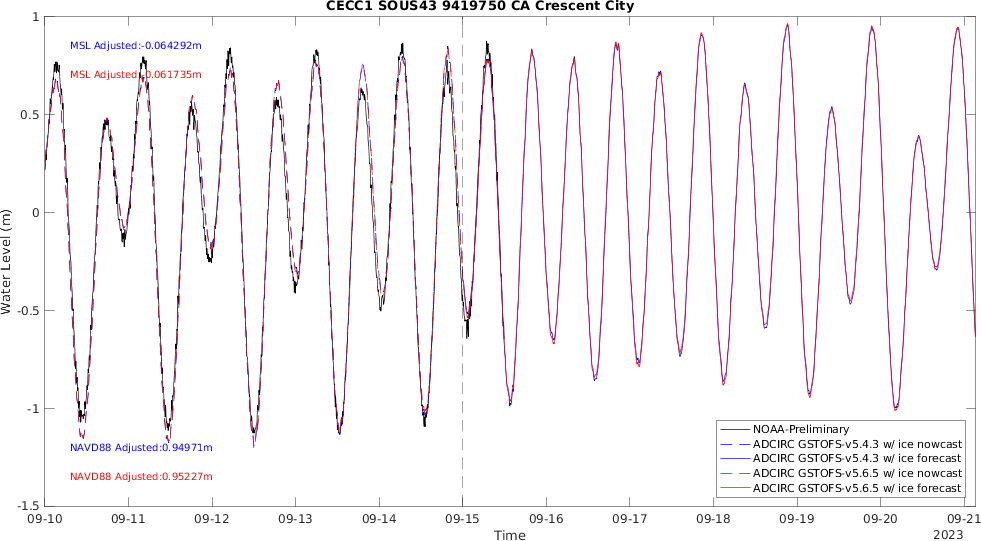 CECC1 SOUS43 9419750 CA Crescent City
MSL Adjusted:-0.064292m
MSL Adjusted:-0.061735m
NAVD88 Adjusted:0.94971m
NAVD88 Adjusted:0.95227m
Water Level (m)
1
0.5
0
-0.5
-1
-1.5
NOAA-Preliminary
ADCIRC GSTOFS-v5.4.3 w/ ice nowcast
ADCIRC GSTOFS-v5.4.3 w/ ice forecast
ADCIRC GSTOFS-v5.6.5 w/ ice nowcast
ADCIRC GSTOFS-v5.6.5 w/ ice forecast
09-10 09-11 09-12 09-13 09-14 09-15 09-16 09-17 09-18 09-19 09-20 09-21
Time
2023